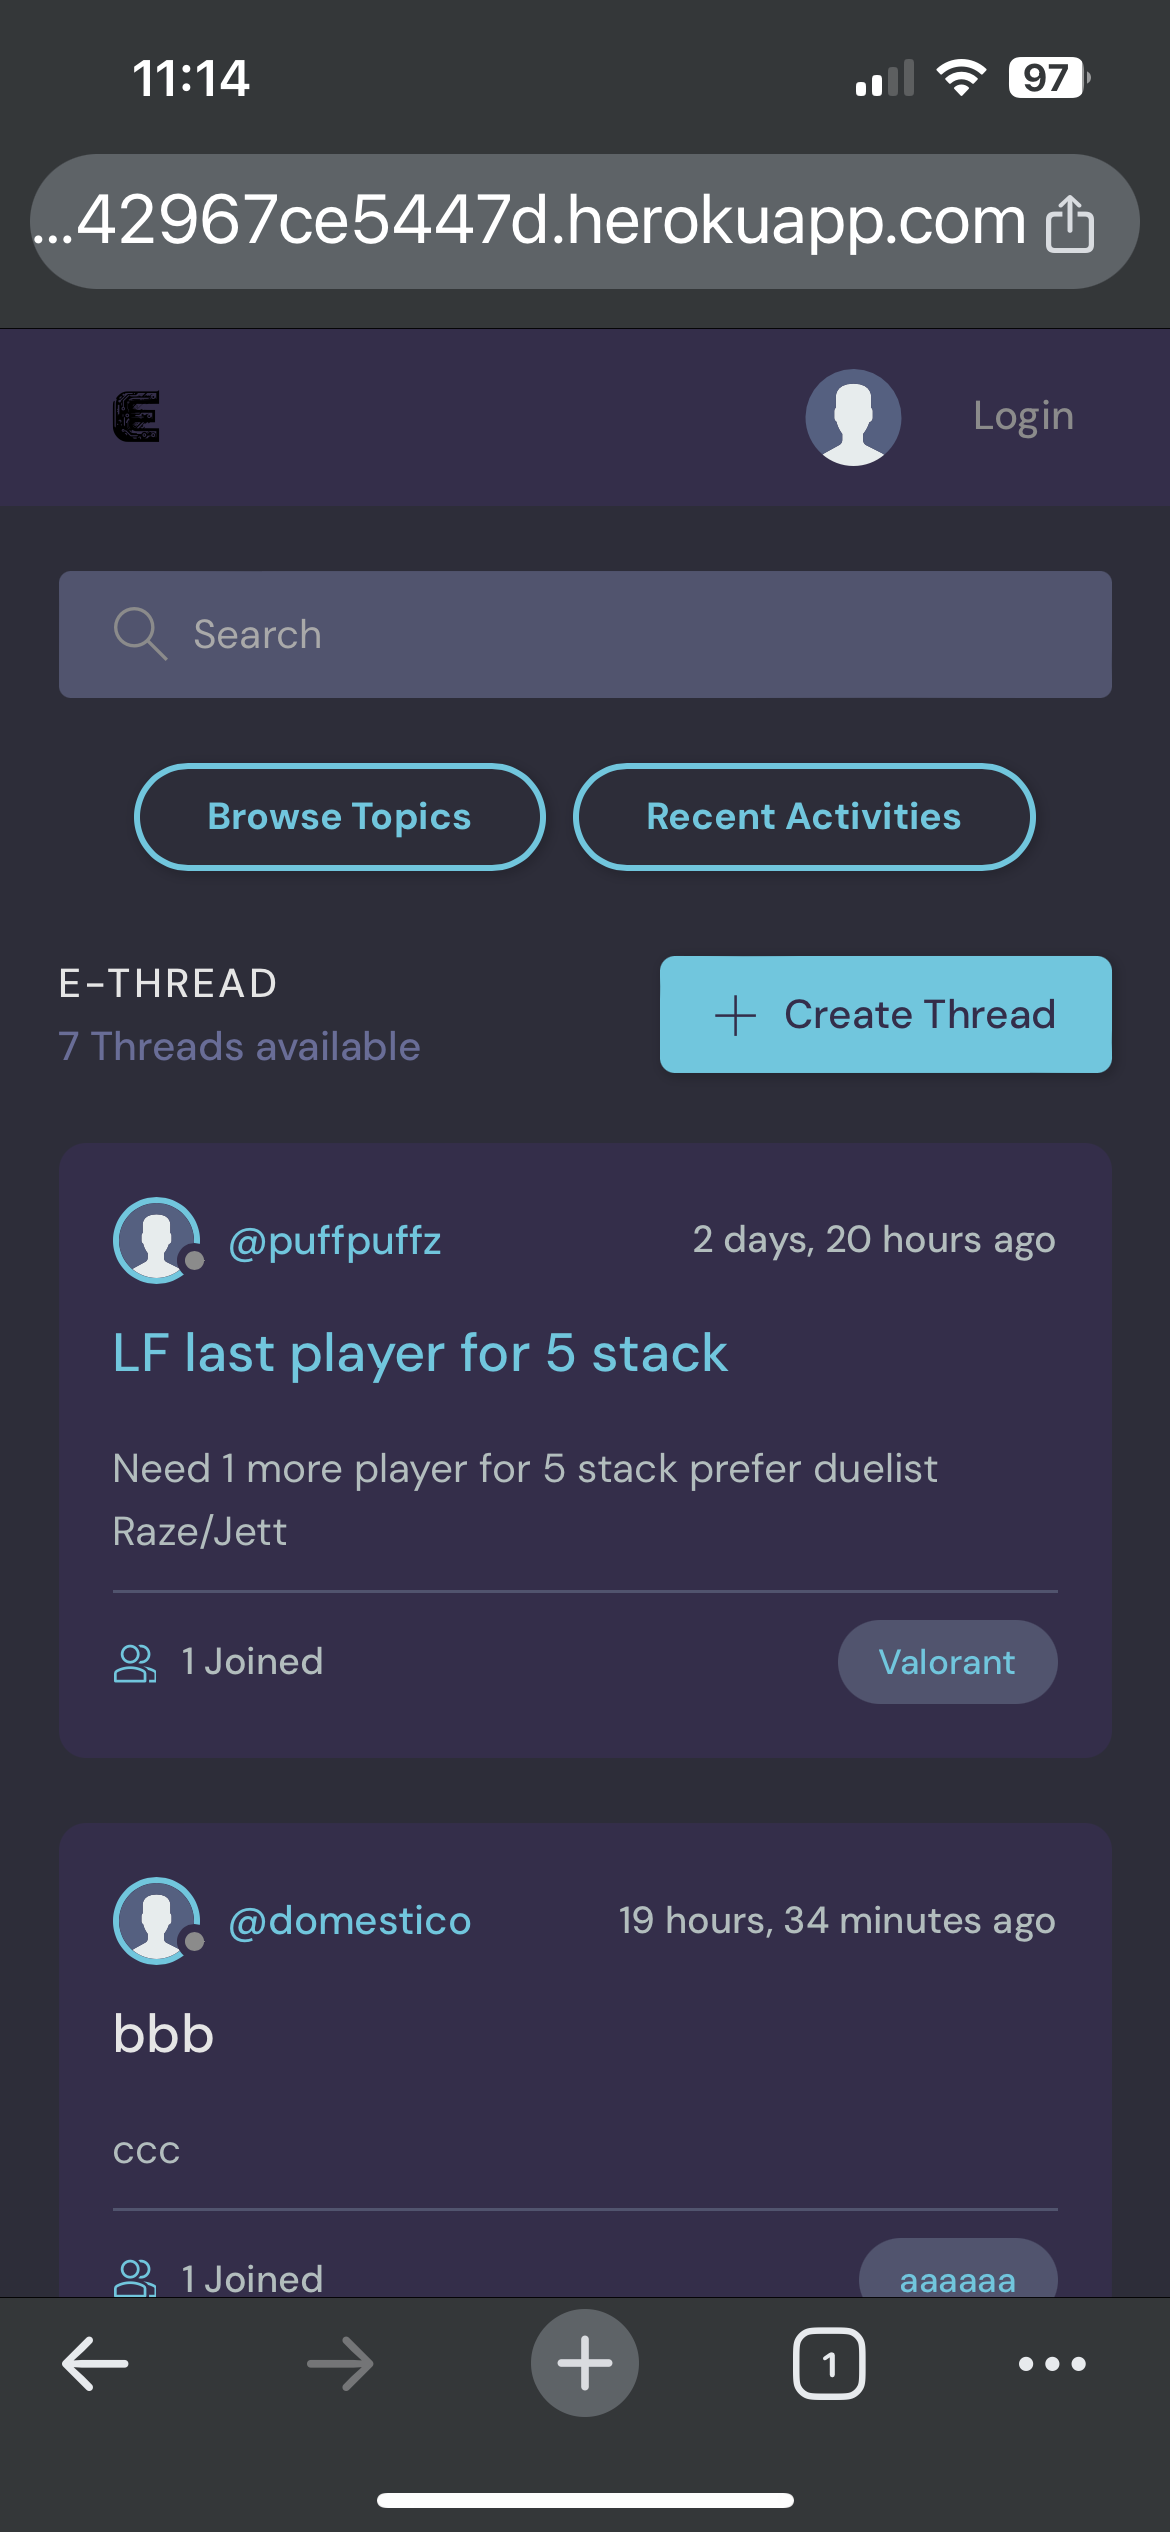 11:14
97
...42967ce5447d.herokuapp.com
E
Login
Search
Browse Topics
Recent Activities
E-THREAD
7 Threads available
Create Thread
@puffpuffz
2 days, 20 hours ago
LF last player for 5 stack
Need 1 more player for 5 stack prefer duelist
Raze/Jett
1 Joined
Valorant
@domestico
19 hours, 34 minutes ago
bbb
ccc
1 Joined
aaaaaa
1